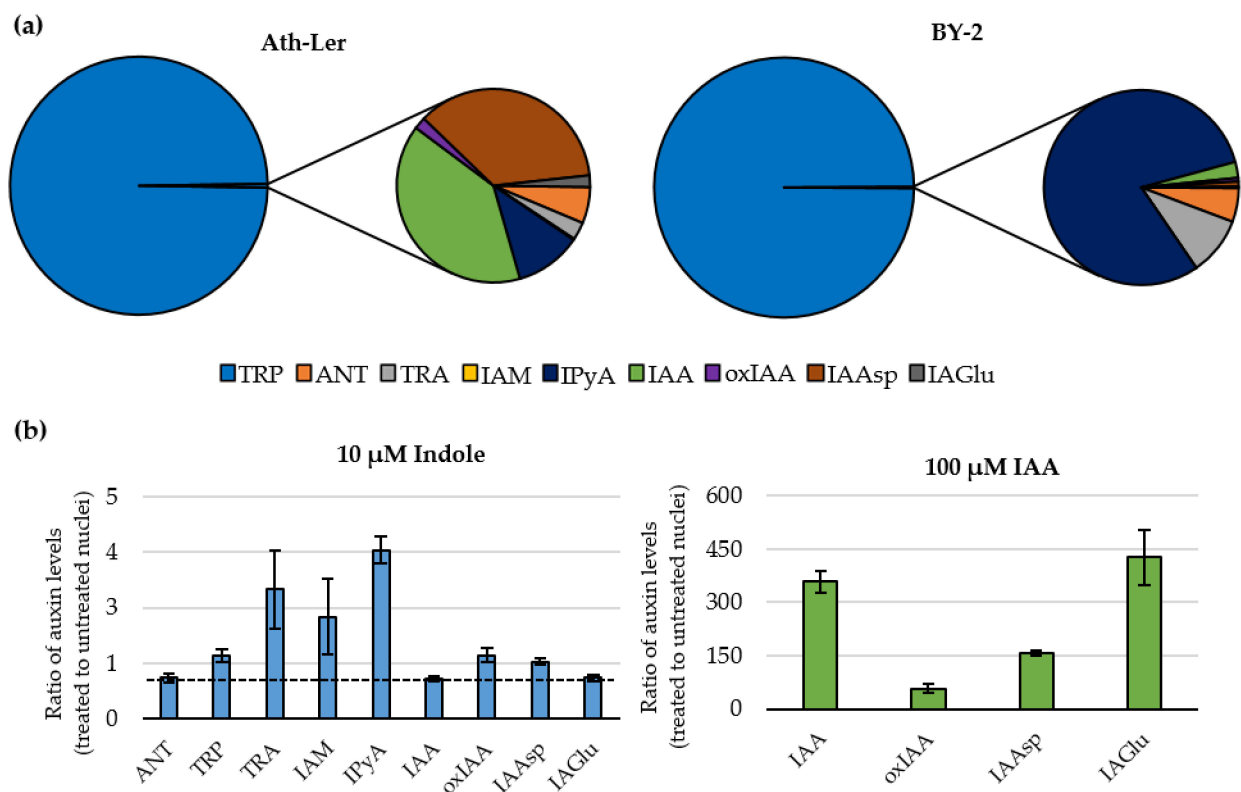 (a)
Ath-Ler
BY-2
TRP ANT TRA IAM IPyA IAA oxIAA IAAsp IAGlu
(b)
10 μM Indole
Ratio of auxin levels
(treated to untreated nuclei)
5
4
3
1
0
ANT TRP TRA IAM IPyA IAA oxIAA IAAsp IAGlu
100 μM IAA
Ratio of auxin levels
(treated to untreated nuclei)
600
450
300
150
0
IAA oxIAA IAAsp IAGlu